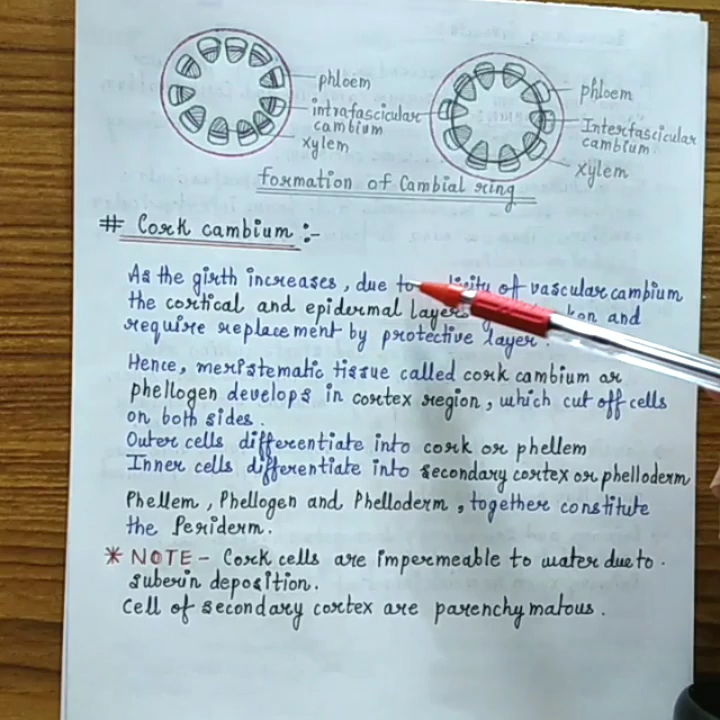 phloem
intrafascicular
cambium
xylem
phloem
Interfascicular
cambium
xylem
Formation of Cambial ring
# Cork cambium :-
As the girth increases, due to of vascular cambium
the cortical and epidermal layers and
require replacement by protective layer.
Hence, meristematic tissue called cork cambium or
phellogen develops in cortex region, which cut off cells
on both sides.
Outer cells differentiate into cork or phellem
Inner cells differentiate into secondary cortex or phelloderm
Phellem, Phellogen and Phelloderm, together constitute
the Periderm.
* NOTE - Cork cells are impermeable to water due to.
suberin deposition.
Cell of secondary cortex are parenchymatous.